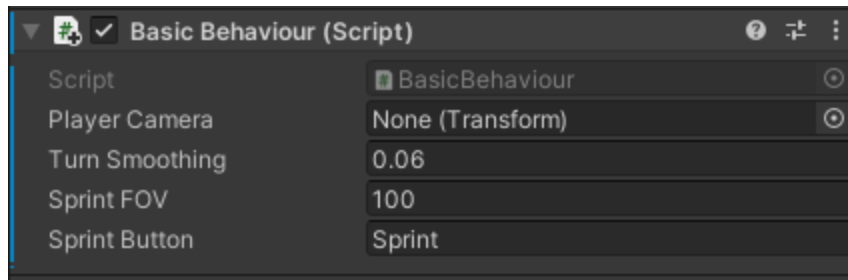 Basic Behaviour (Script)
Script BasicBehaviour
Player Camera None (Transform)
Turn Smoothing 0.06
Sprint FOV 100
Sprint Button Sprint